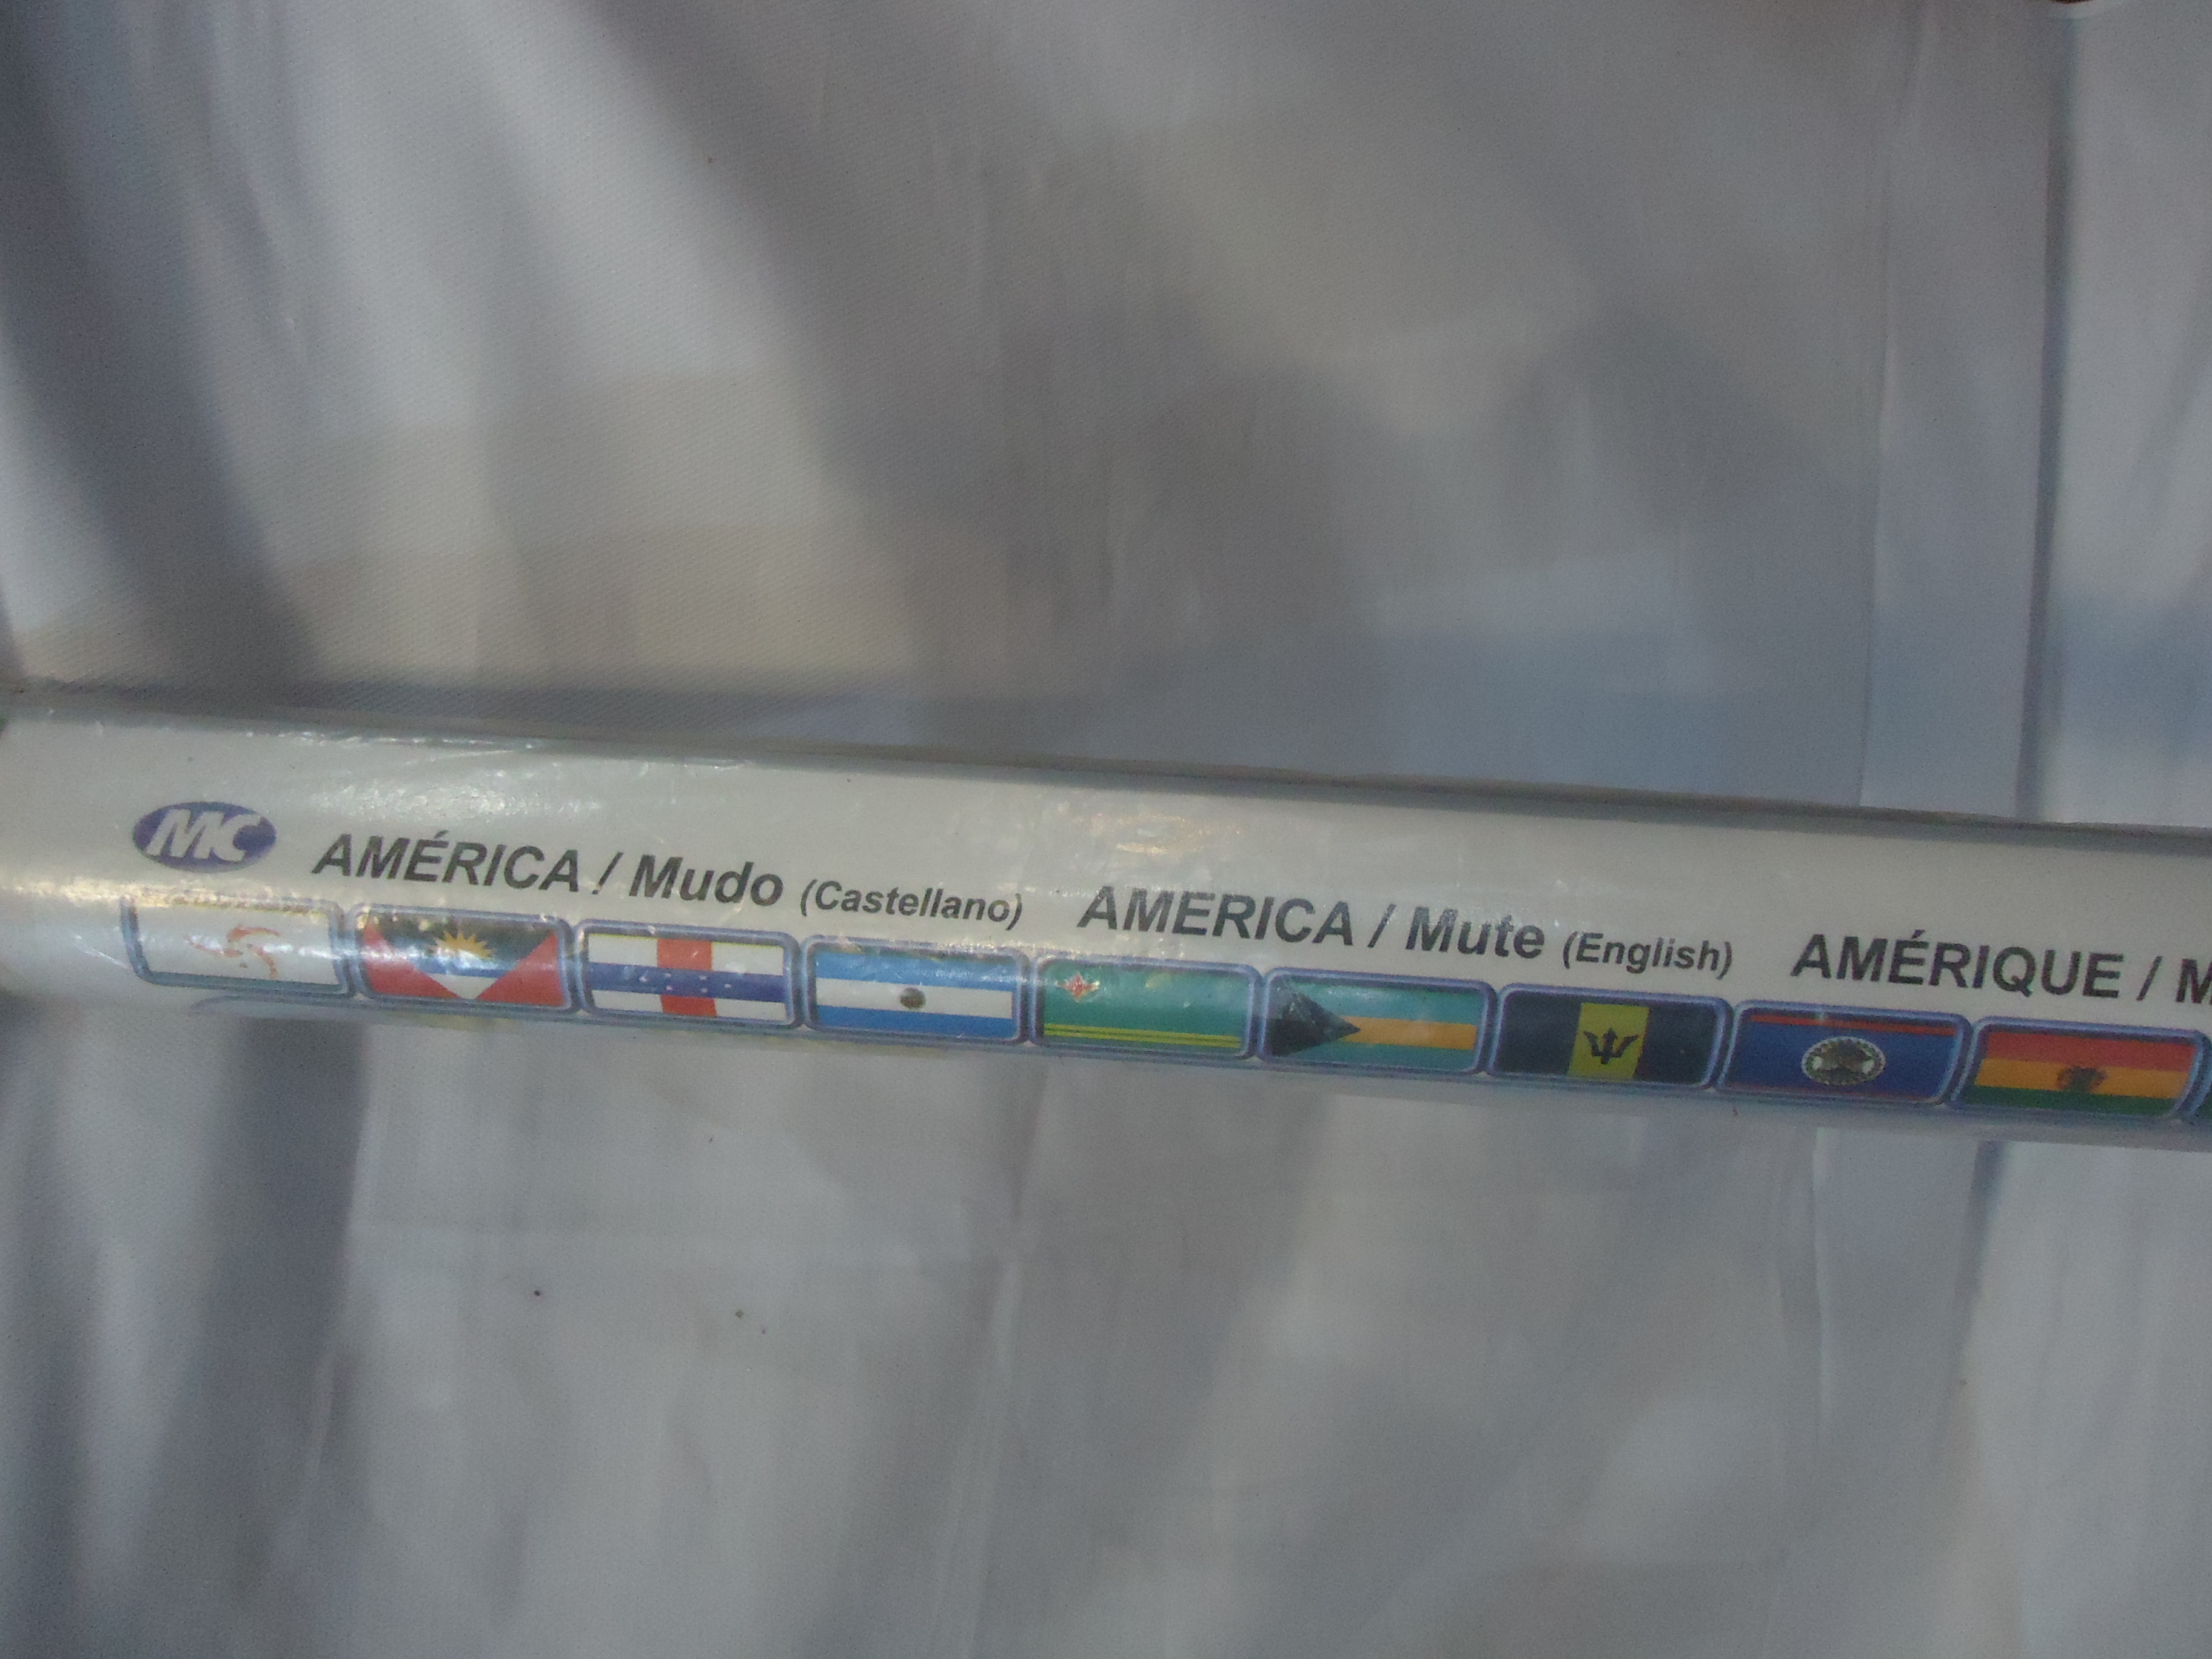 MC AMÉRICA / Mudo (Castellano) AMERICA / Mute (English) AMÉRIQUE / M